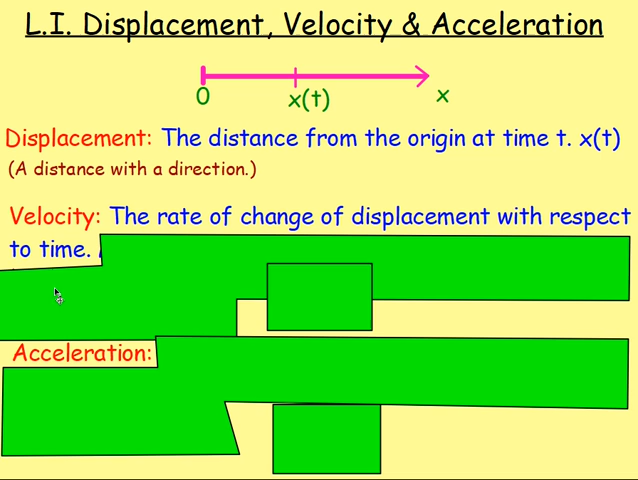 L.I. Displacement, Velocity & Acceleration
0 x(t) x
Displacement: The distance from the origin at time t. x(t)
(A distance with a direction.)
Velocity: The rate of change of displacement with respect
to time.
Acceleration: